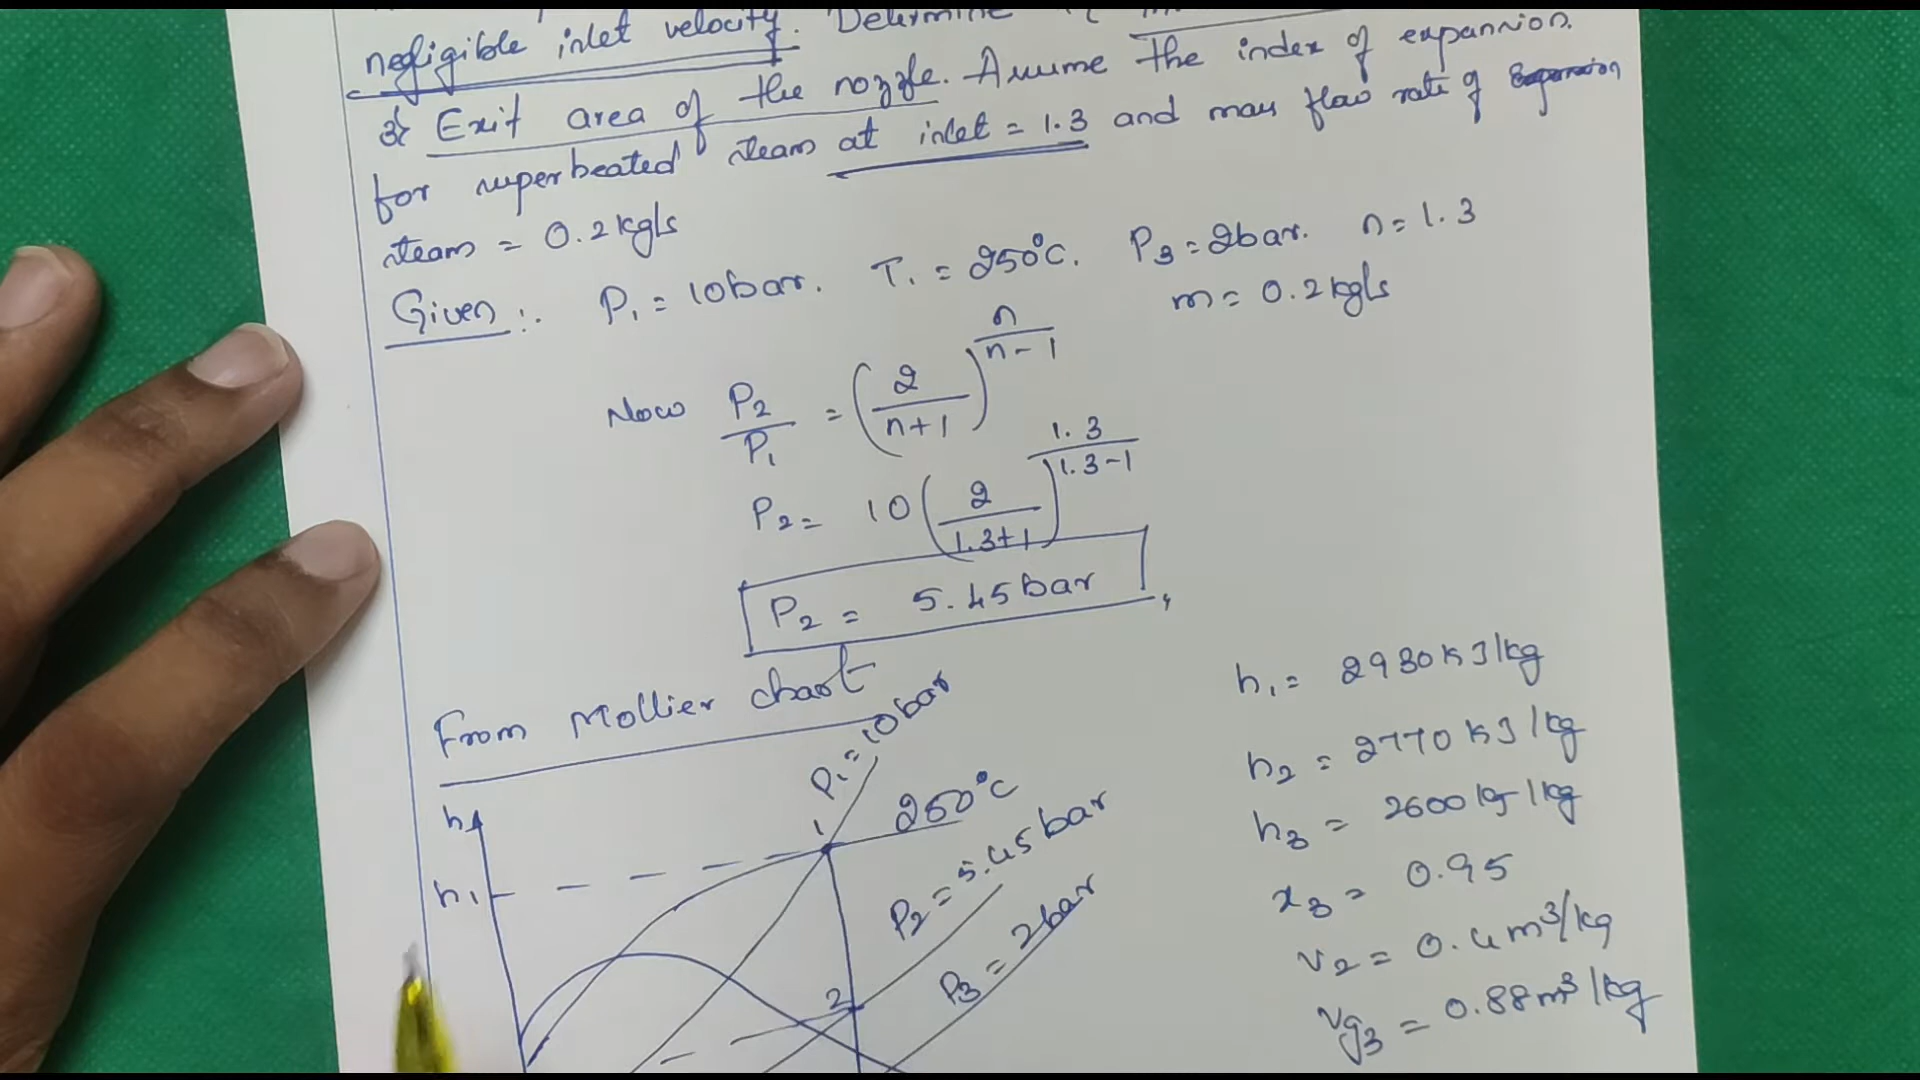 negligible inlet velocity. Determine
3) Exit area of the nozzle. Assume the index of expansion
for superheated steam at inlet = 1.3 and mass flow rate of
steam = 0.2 kg/s
Given :- P₁ = 10 bar. T₁ = 250°C. P₃ = 2 bar. n = 1.3
m = 0.2 kg/s
Now P₂/P₁ = (2/(n+1))^(n/(n-1))
P₂ = 10 (2/(1.3+1))^(1.3/(1.3-1))
P₂ = 5.45 bar
From Mollier chart
h₁ = 2930 kJ/kg
h₂ = 2770 kJ/kg
h₃ = 2600 kJ/kg
x₃ = 0.95
v₂ = 0.4 m³/kg
vg₃ = 0.88 m³/kg
P₁ = 10 bar
h
1
250°C
h₁
P₂ = 5.45 bar
P₃ = 2 bar
2